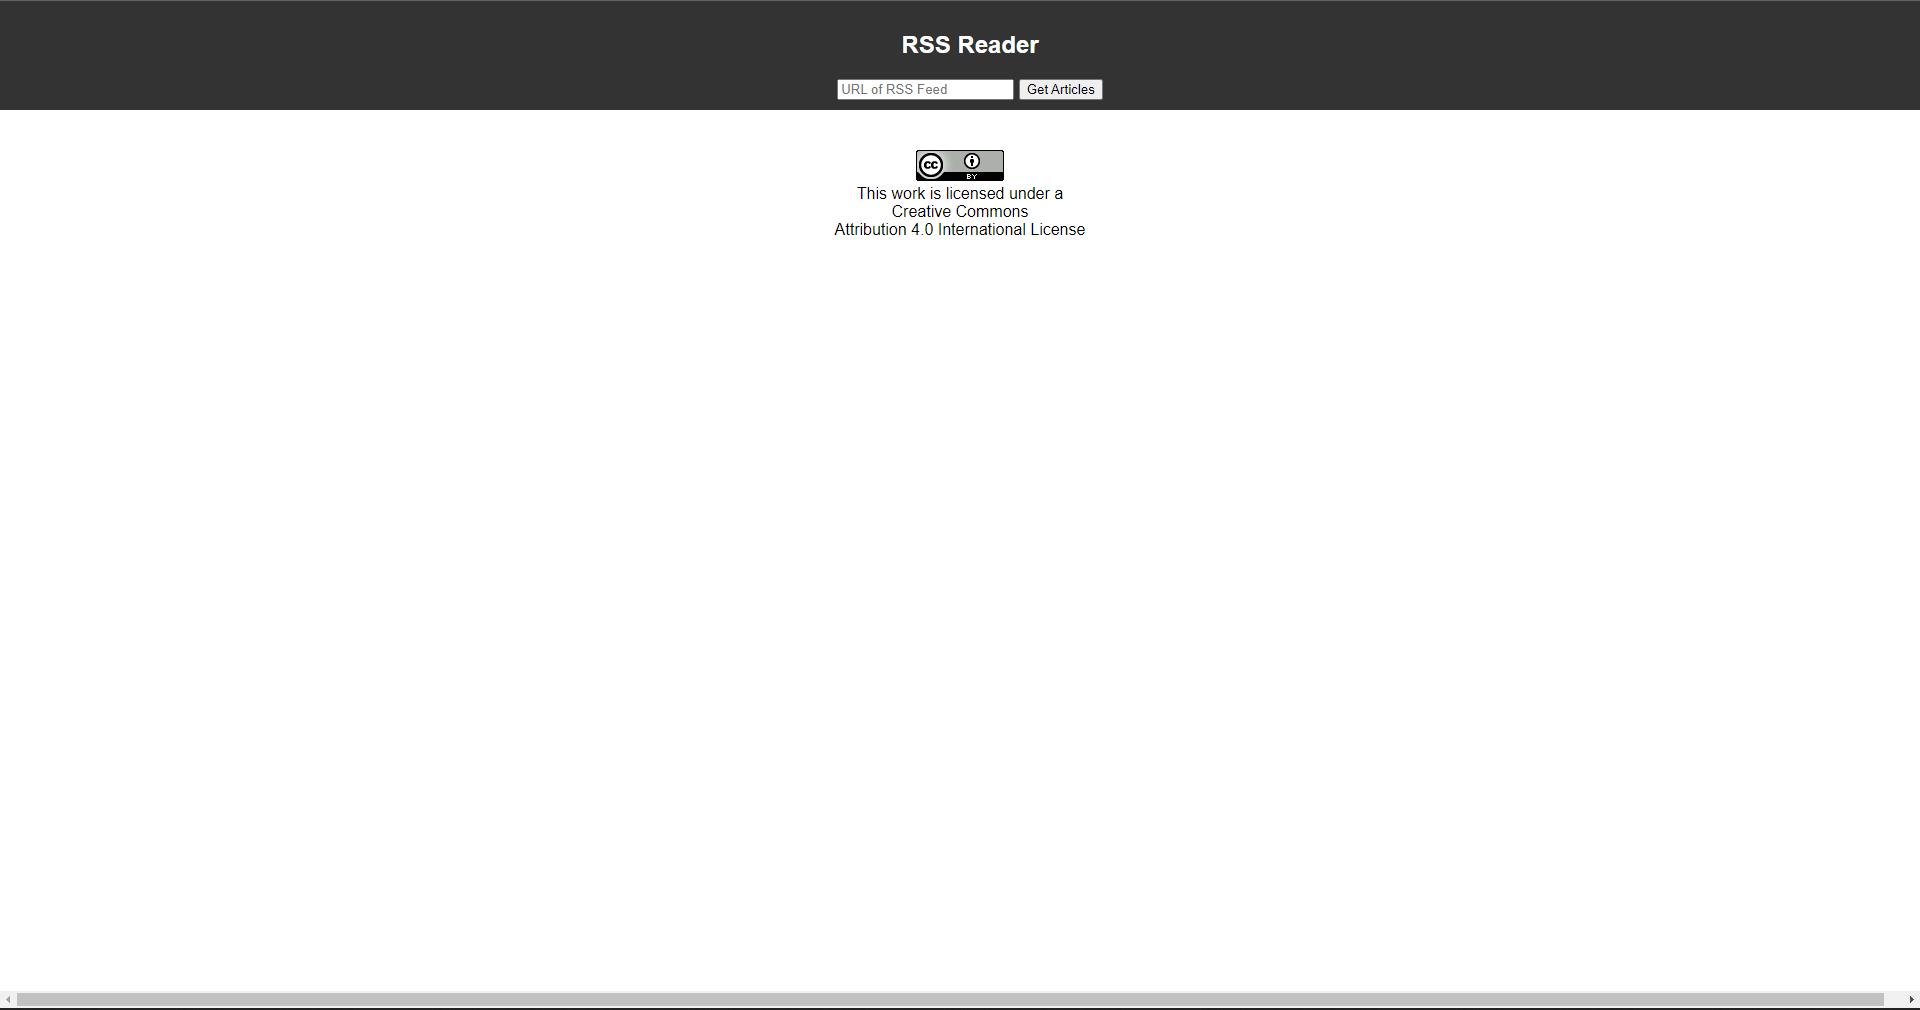 RSS Reader
URL of RSS Feed Get Articles
cc BY
This work is licensed under a
Creative Commons
Attribution 4.0 International License